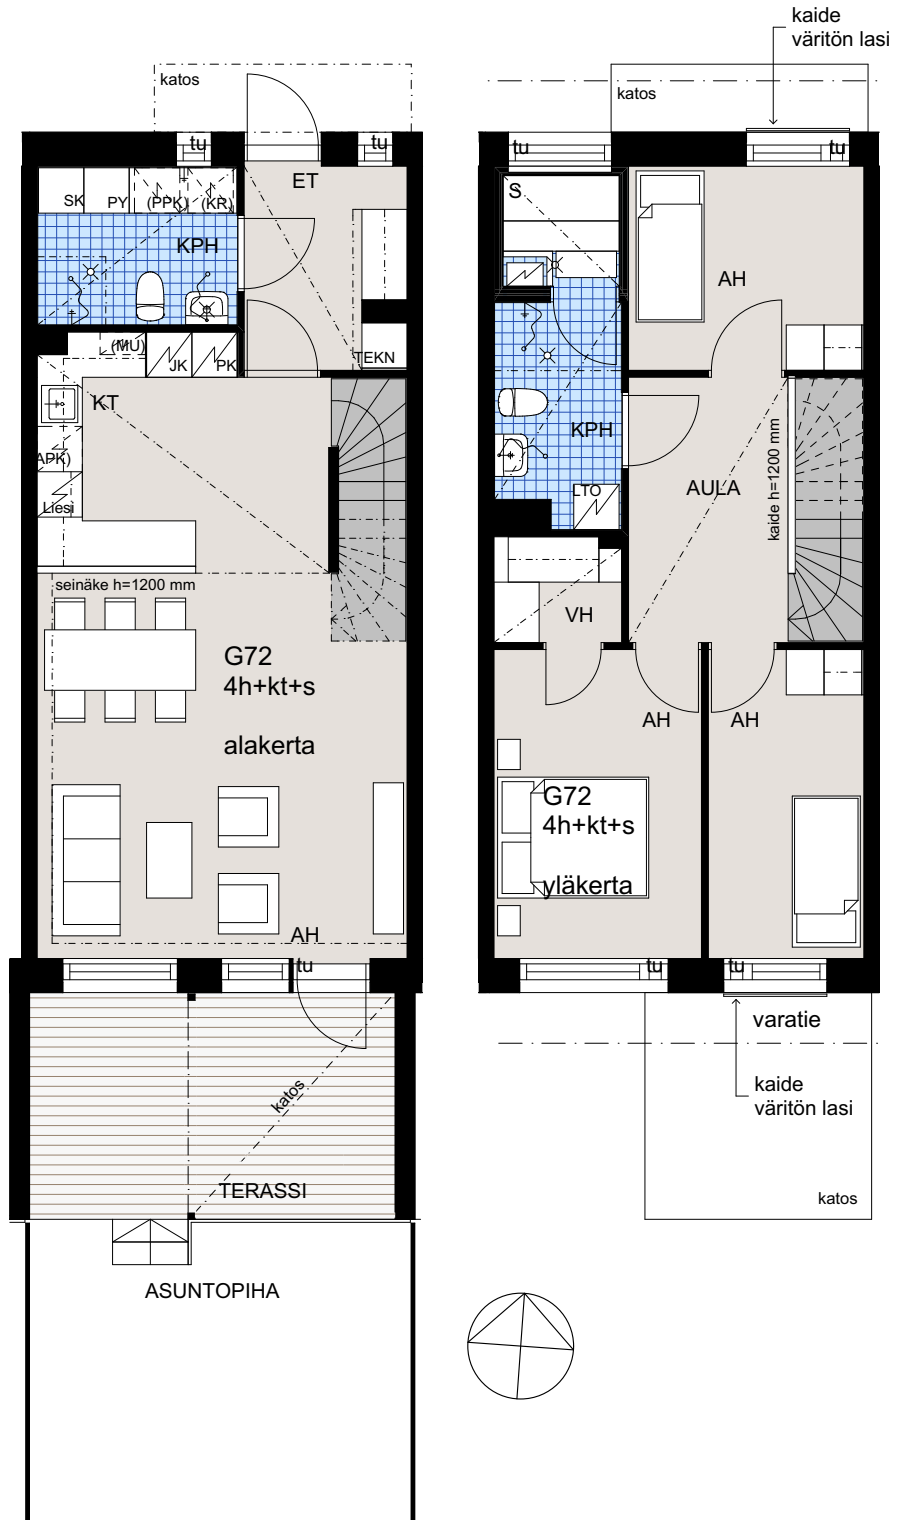 kaide
väritön lasi
katos
katos
tu
tu
tu
tu
ET
S
SK
PY
(PPK)
(KR)
KPH
AH
(MU)
JK
PK
TEKN
KT
APK)
Liesi
KPH
LTO
AULA
kaide h=1200 mm
seinäke h=1200 mm
VH
G72
4h+kt+s
alakerta
AH
AH
G72
4h+kt+s
yläkerta
AH
tu
tu
tu
varatie
kaide
väritön lasi
katos
TERASSI
katos
ASUNTOPIHA